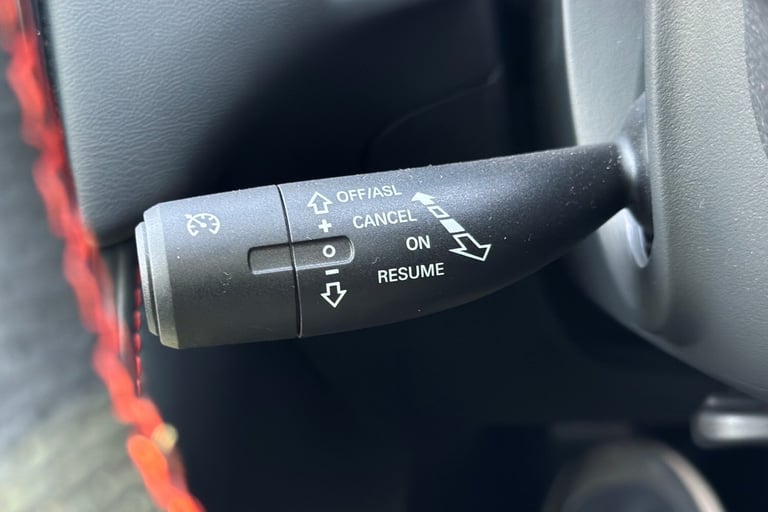 OFF/ASL
+ CANCEL
O ON
- RESUME